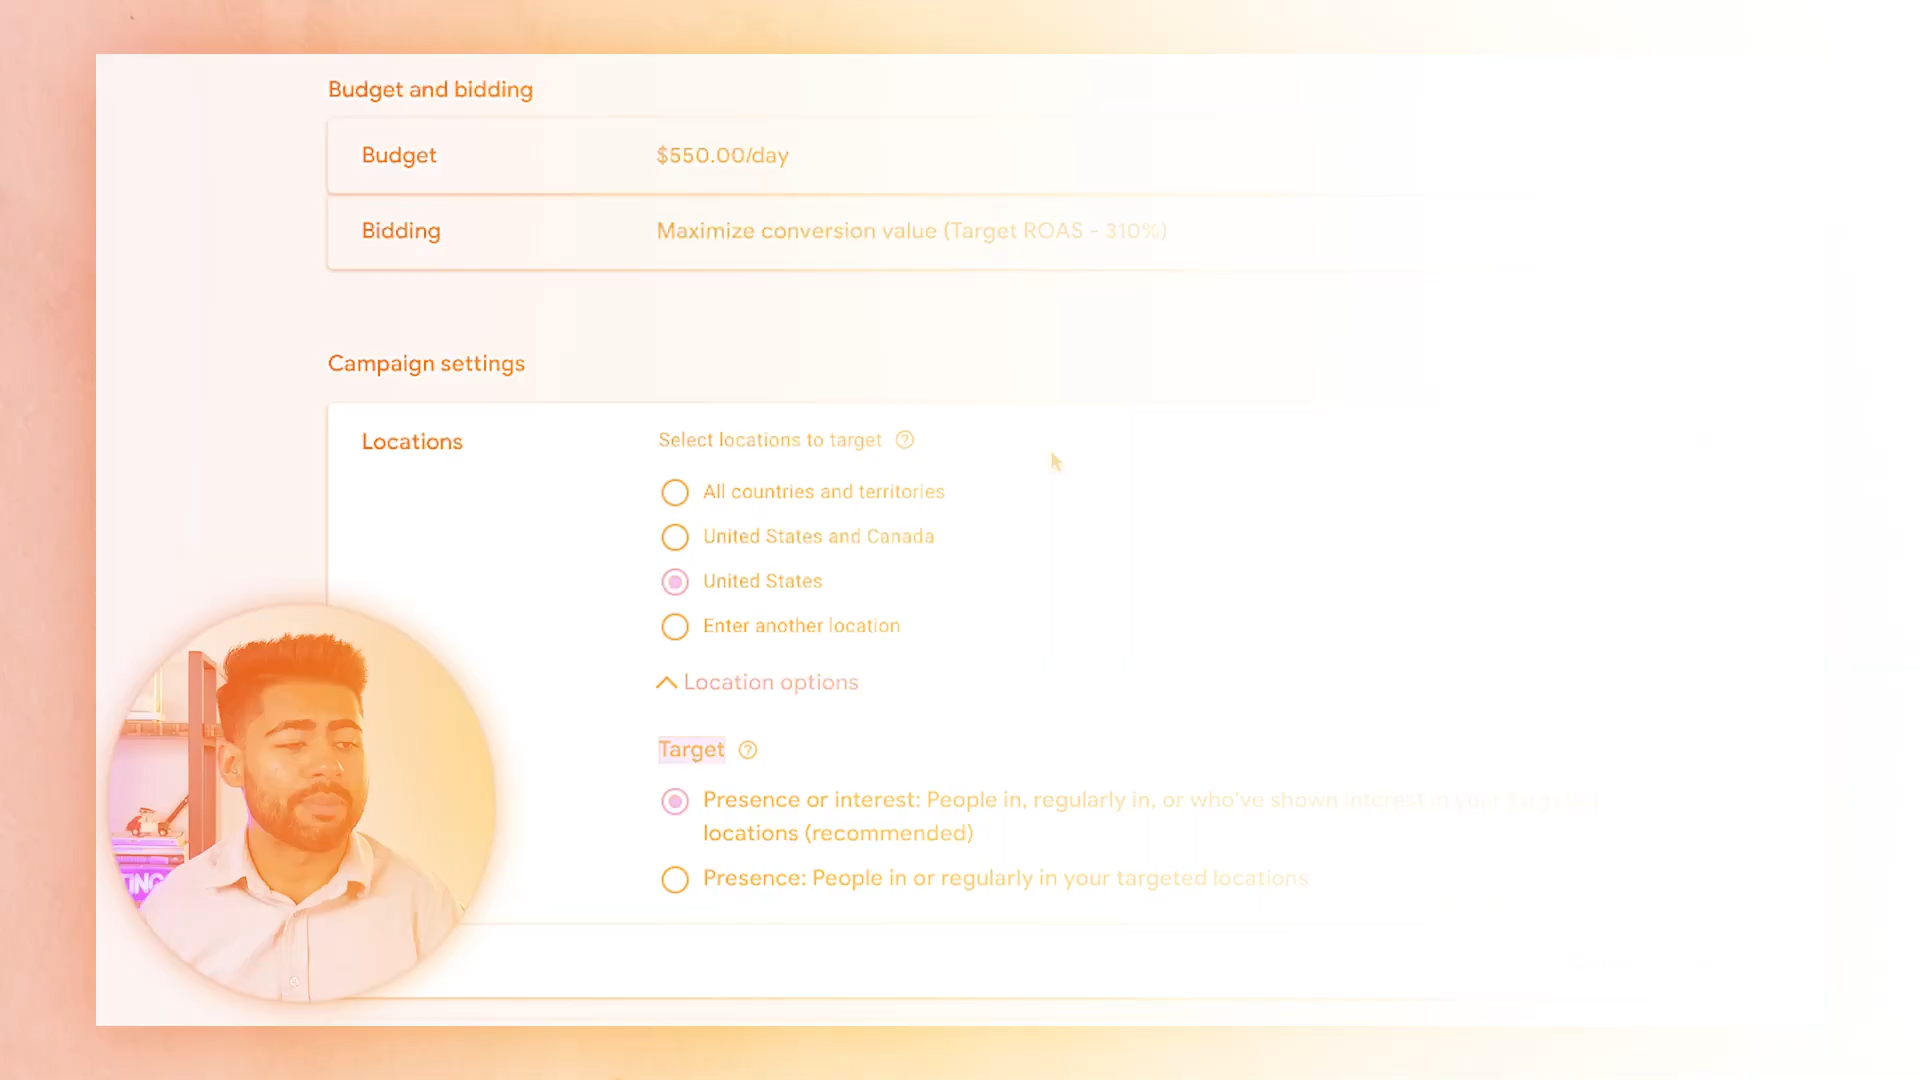 Budget and bidding
Budget
$550.00/day
Bidding
Maximize conversion value (Target ROAS - 310%)
Campaign settings
Locations
Select locations to target
All countries and territories
United States and Canada
United States
Enter another location
Location options
Target
Presence or interest: People in, regularly in, or who've shown interest in your targeted
locations (recommended)
Presence: People in or regularly in your targeted locations